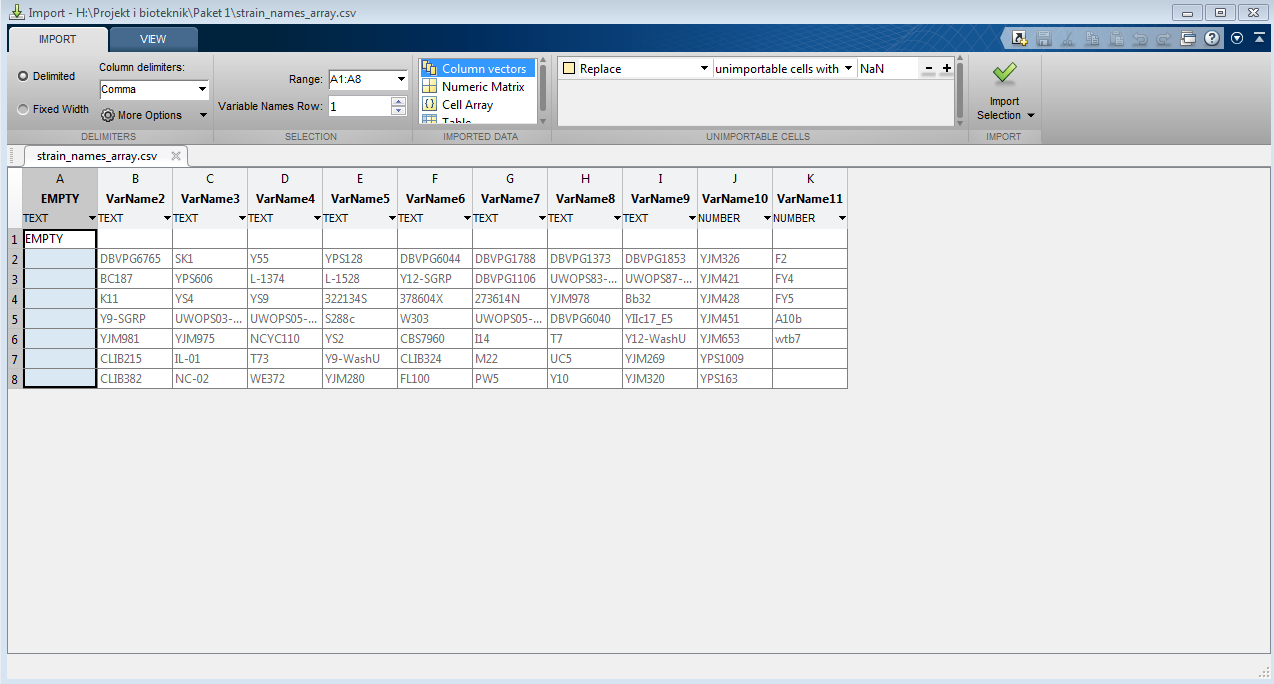 Import - H:\Projekt i bioteknik\Paket 1\strain_names_array.csv
IMPORT VIEW
Delimited Column delimiters: Comma
Fixed Width More Options
DELIMITERS
Range: A1:A8
Variable Names Row: 1
SELECTION
Column vectors
Numeric Matrix
Cell Array
Table
IMPORTED DATA
Replace unimportable cells with NaN - +
UNIMPORTABLE CELLS
Import
Selection
IMPORT
strain_names_array.csv
A B C D E F G H I J K
EMPTY VarName2 VarName3 VarName4 VarName5 VarName6 VarName7 VarName8 VarName9 VarName10 VarName11
TEXT TEXT TEXT TEXT TEXT TEXT TEXT TEXT TEXT NUMBER NUMBER
1 EMPTY
2 DBVPG6765 SK1 Y55 YPS128 DBVPG6044 DBVPG1788 DBVPG1373 DBVPG1853 YJM326 F2
3 BC187 YPS606 L-1374 L-1528 Y12-SGRP DBVPG1106 UWOPS83-... UWOPS87-... YJM421 FY4
4 K11 YS4 YS9 322134S 378604X 273614N YJM978 Bb32 YJM428 FY5
5 Y9-SGRP UWOPS03-... UWOPS05-... S288c W303 UWOPS05-... DBVPG6040 YIIc17_E5 YJM451 A10b
6 YJM981 YJM975 NCYC110 YS2 CBS7960 I14 T7 Y12-WashU YJM653 wtb7
7 CLIB215 IL-01 T73 Y9-WashU CLIB324 M22 UC5 YJM269 YPS1009
8 CLIB382 NC-02 WE372 YJM280 FL100 PW5 Y10 YJM320 YPS163